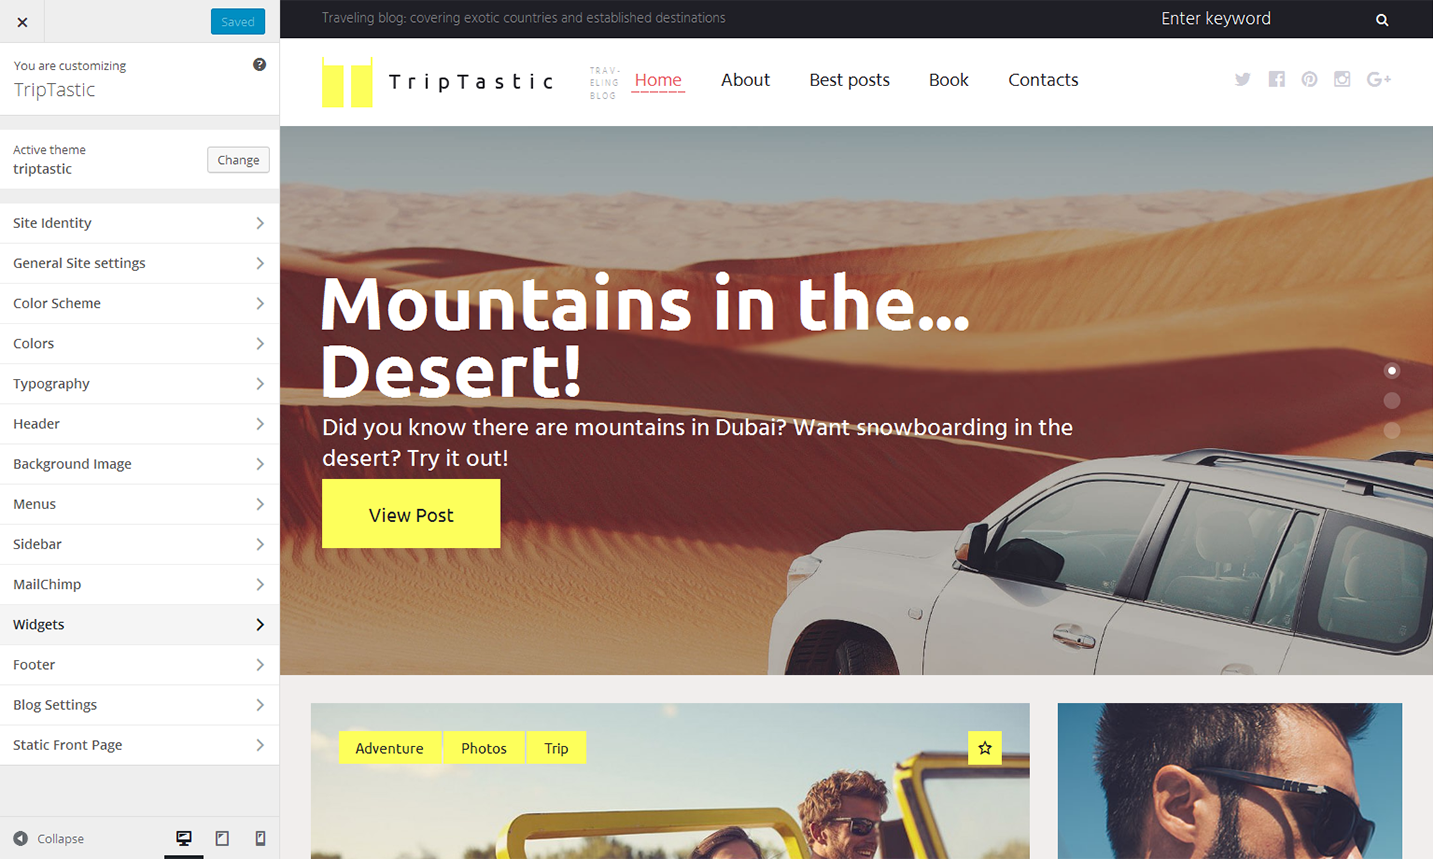 Saved
You are customizing
TripTastic
Active theme
triptastic
Change
Site Identity
General Site settings
Color Scheme
Colors
Typography
Header
Background Image
Menus
Sidebar
MailChimp
Widgets
Footer
Blog Settings
Static Front Page
Collapse
Traveling blog: covering exotic countries and established destinations
Enter keyword
TripTastic
TRAV-
ELING
BLOG
Home
About
Best posts
Book
Contacts
Mountains in the...
Desert!
Did you know there are mountains in Dubai? Want snowboarding in the
desert? Try it out!
View Post
Adventure
Photos
Trip